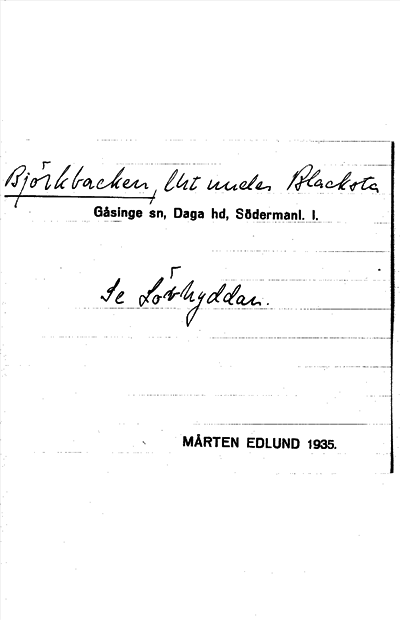 Björkbacken, lht under Blacksta
Gåsinge sn, Daga hd, Södermanl. l.
Se Lövhyddan.
MÅRTEN EDLUND 1935.